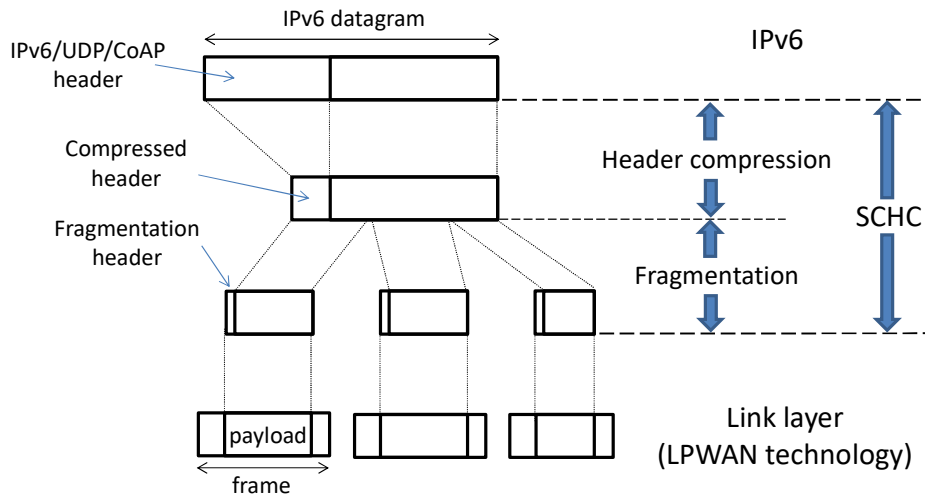 IPv6 datagram
IPv6
IPv6/UDP/CoAP
header
Compressed
header
Header compression
SCHC
Fragmentation
header
Fragmentation
payload
frame
Link layer
(LPWAN technology)